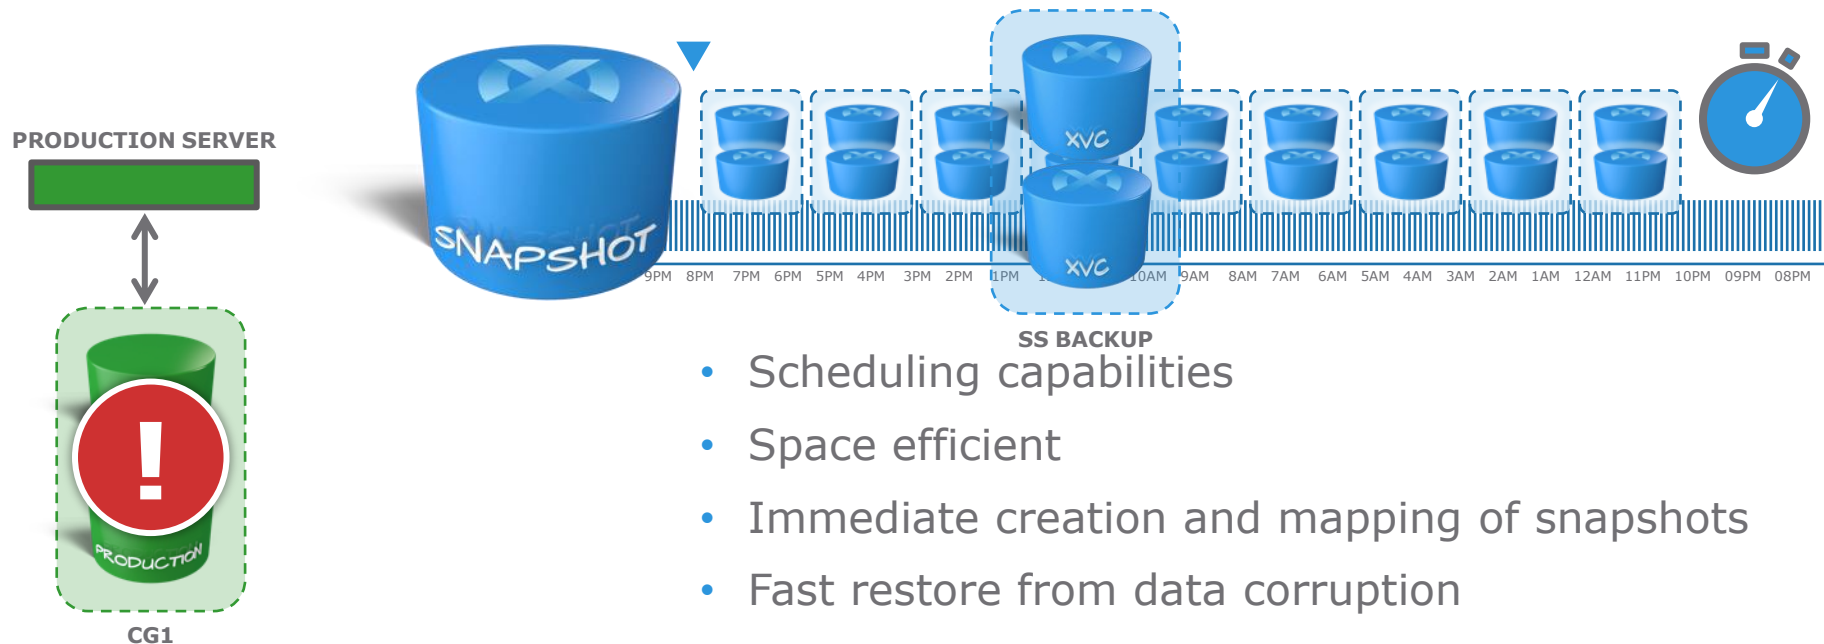 PRODUCTION SERVER
SNAPSHOT
XVC
XVC
9PM 8PM 7PM 6PM 5PM 4PM 3PM 2PM 1PM 10AM 9AM 8AM 7AM 6AM 5AM 4AM 3AM 2AM 1AM 12AM 11PM 10PM 09PM 08PM
SS BACKUP
!
PRODUCTION
CG1
• Scheduling capabilities
• Space efficient
• Immediate creation and mapping of snapshots
• Fast restore from data corruption